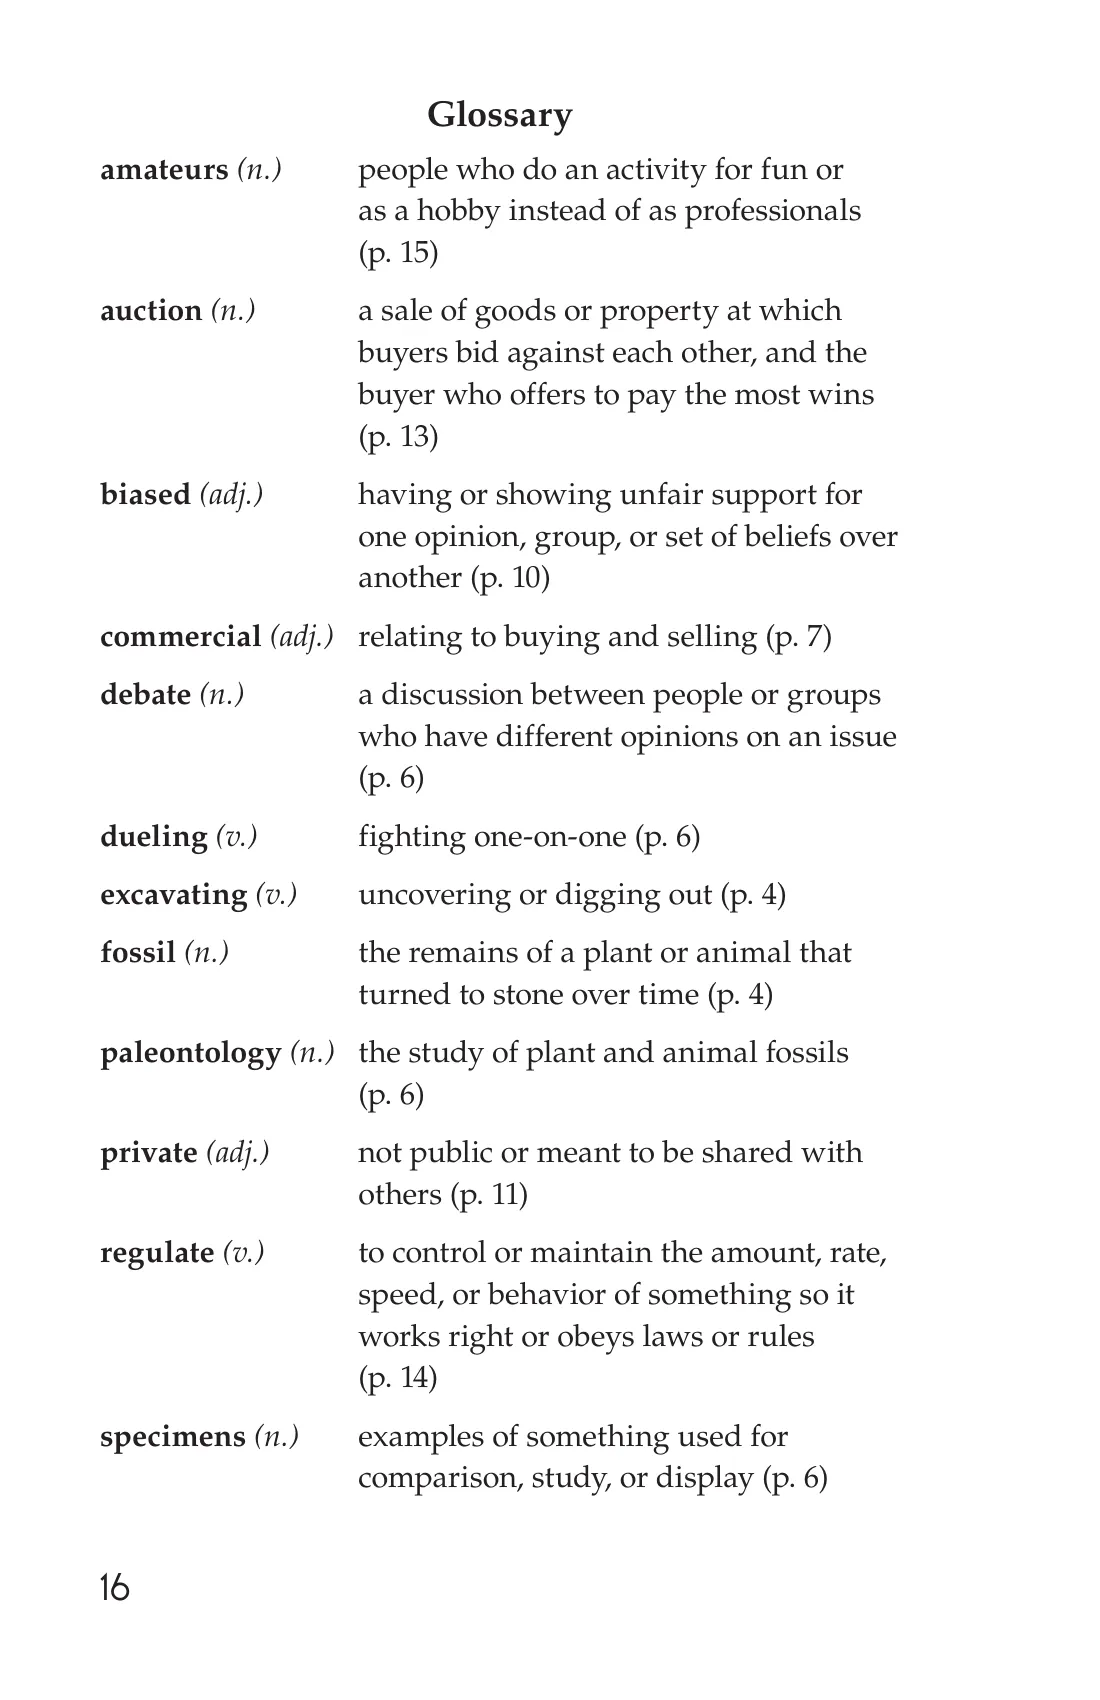 Glossary
amateurs (n.) people who do an activity for fun or
as a hobby instead of as professionals
(p. 15)
auction (n.) a sale of goods or property at which
buyers bid against each other, and the
buyer who offers to pay the most wins
(p. 13)
biased (adj.) having or showing unfair support for
one opinion, group, or set of beliefs over
another (p. 10)
commercial (adj.) relating to buying and selling (p. 7)
debate (n.) a discussion between people or groups
who have different opinions on an issue
(p. 6)
dueling (v.) fighting one-on-one (p. 6)
excavating (v.) uncovering or digging out (p. 4)
fossil (n.) the remains of a plant or animal that
turned to stone over time (p. 4)
paleontology (n.) the study of plant and animal fossils
(p. 6)
private (adj.) not public or meant to be shared with
others (p. 11)
regulate (v.) to control or maintain the amount, rate,
speed, or behavior of something so it
works right or obeys laws or rules
(p. 14)
specimens (n.) examples of something used for
comparison, study, or display (p. 6)
16